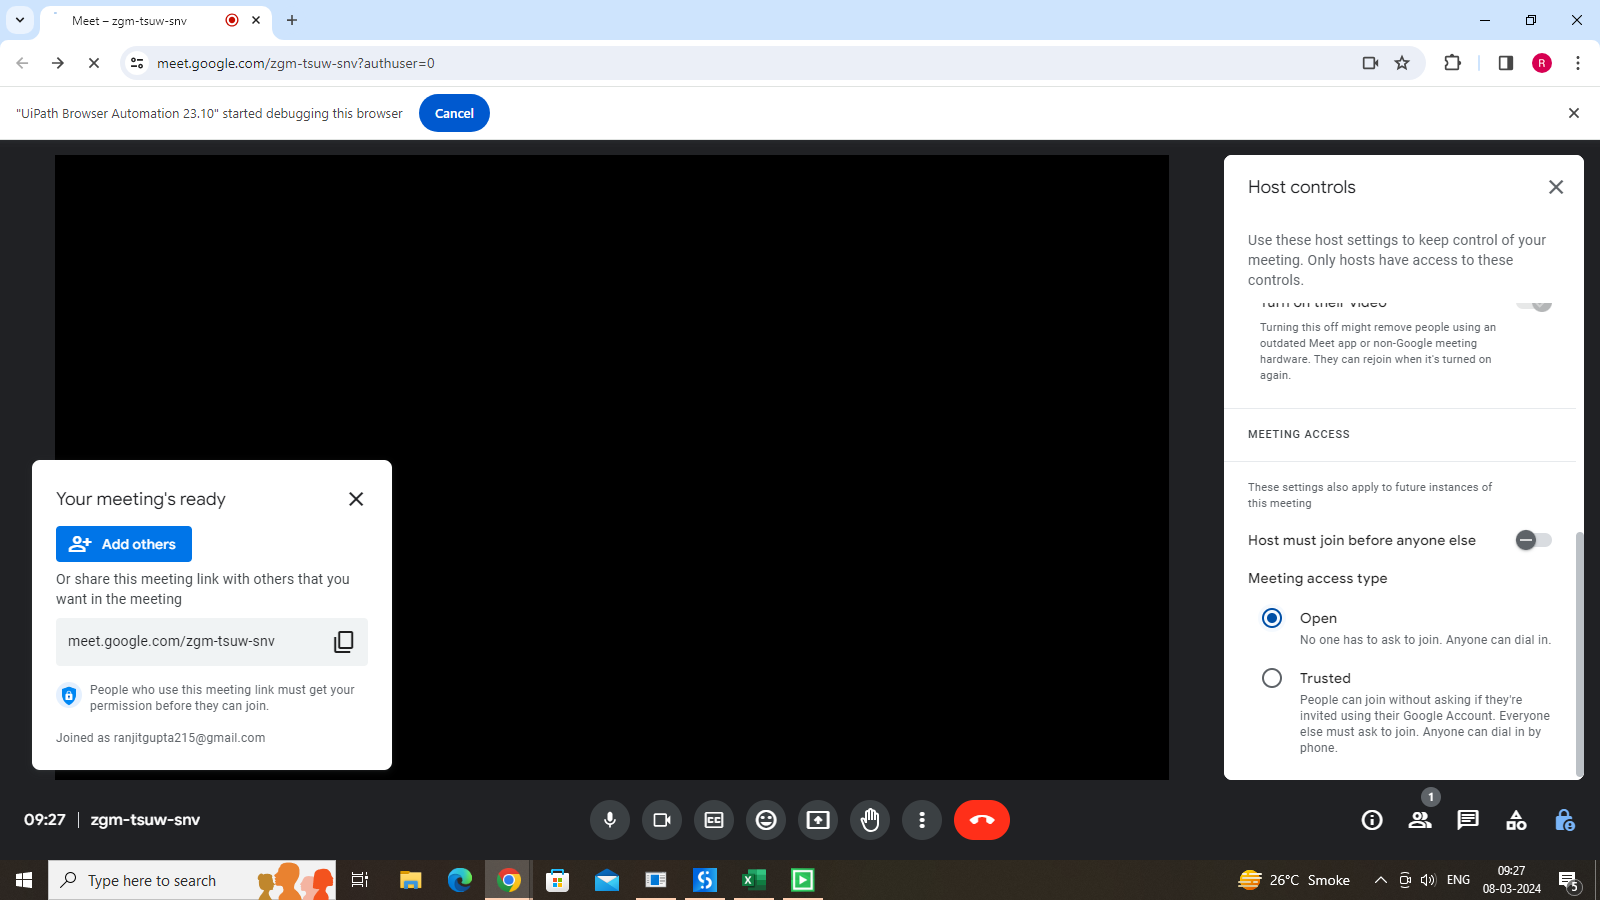 Meet – zgm-tsuw-snv
meet.google.com/zgm-tsuw-snv?authuser=0
R
"UiPath Browser Automation 23.10" started debugging this browser
Cancel
Host controls
Use these host settings to keep control of your
meeting. Only hosts have access to these
controls.
Turn on their video
Turning this off might remove people using an
outdated Meet app or non-Google meeting
hardware. They can rejoin when it's turned on
again.
MEETING ACCESS
These settings also apply to future instances of
this meeting
Host must join before anyone else
Meeting access type
Open
No one has to ask to join. Anyone can dial in.
Trusted
People can join without asking if they're
invited using their Google Account. Everyone
else must ask to join. Anyone can dial in by
phone.
Your meeting's ready
Add others
Or share this meeting link with others that you
want in the meeting
meet.google.com/zgm-tsuw-snv
People who use this meeting link must get your
permission before they can join.
Joined as ranjitgupta215@gmail.com
09:27 | zgm-tsuw-snv
1
Type here to search
26°C Smoke
ENG
09:27
08-03-2024
5